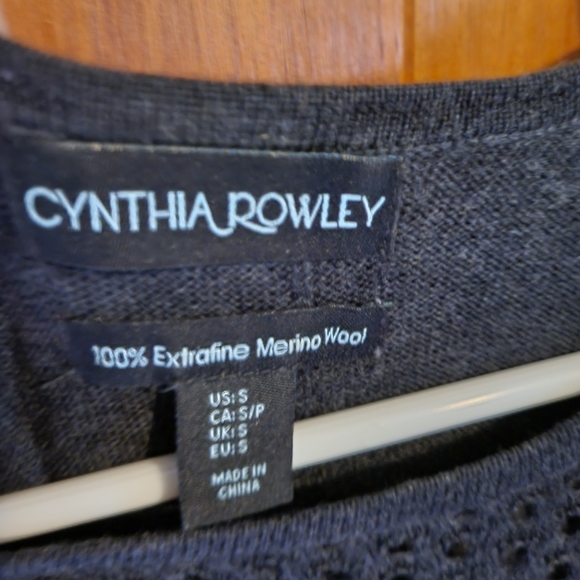 CYNTHIA ROWLEY
100% Extrafine Merino Wool
US: S
CA: S/P
UK: S
EU: S
MADE IN
CHINA